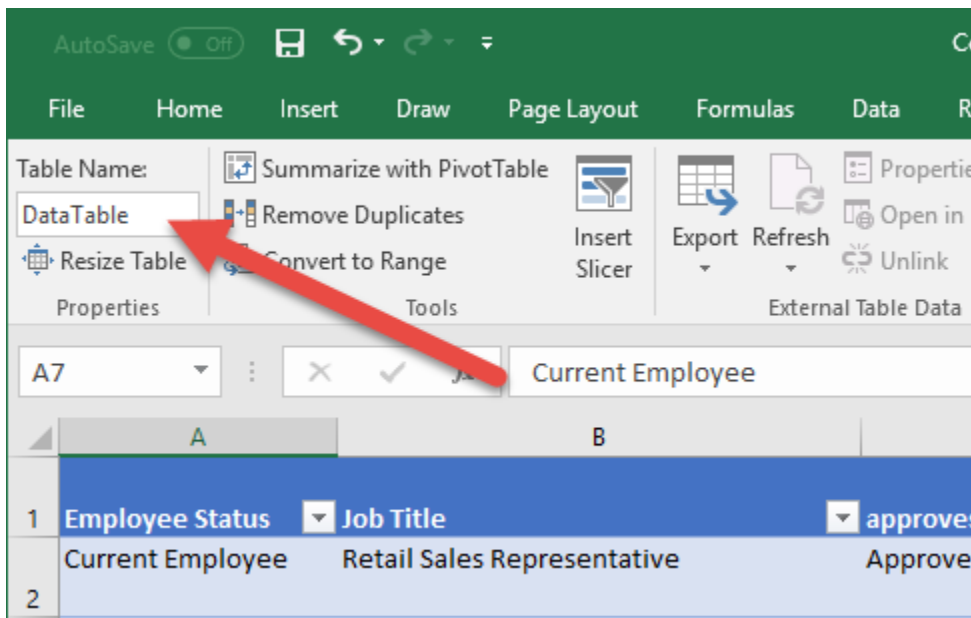 AutoSave Off
File Home Insert Draw Page Layout Formulas Data
Table Name: Summarize with PivotTable
DataTable Remove Duplicates Insert Slicer Export Refresh Open in
Resize Table Convert to Range Unlink
Properties Tools External Table Data
A7 Current Employee
A B
1 Employee Status Job Title
2 Current Employee Retail Sales Representative